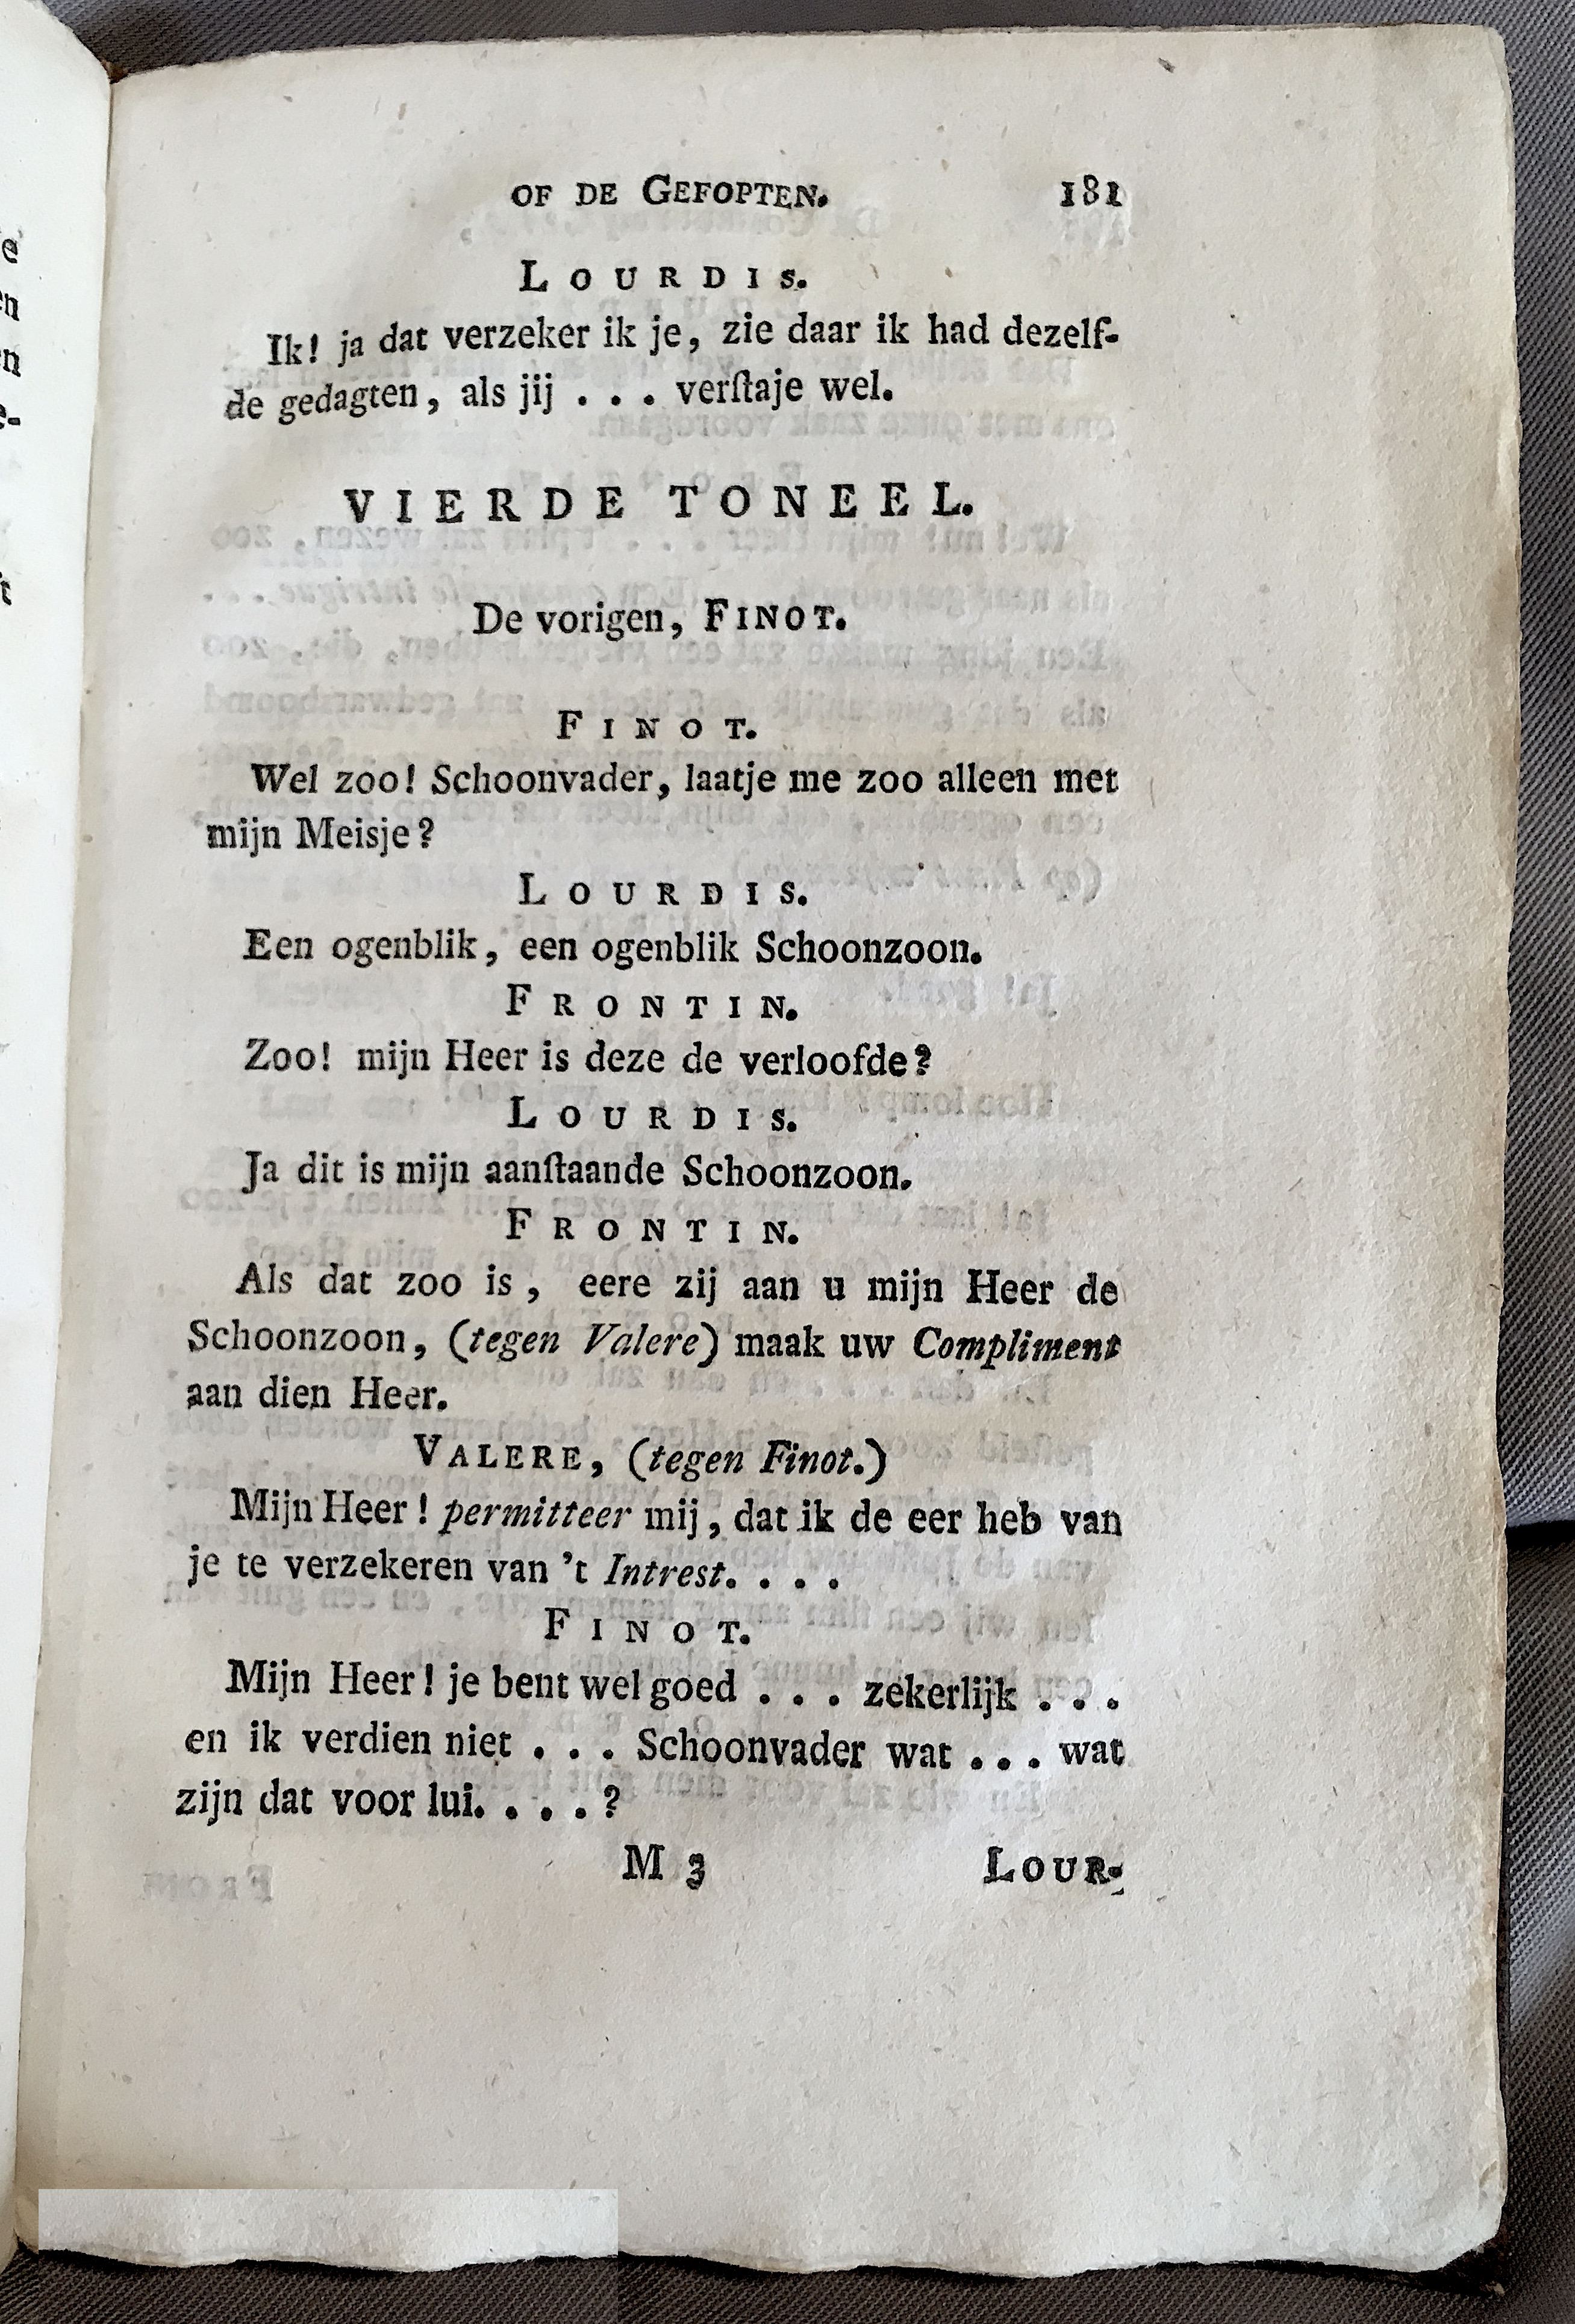 OF DE GEFOPTEN. 181
LOURDIS.
Ik! ja dat verzeker ik je, zie daar ik had dezelf-
de gedagten, als jij . . . verſtaje wel.
VIERDE TONEEL.
De vorigen, FINOT.
FINOT.
Wel zoo! Schoonvader, laatje me zoo alleen met
mijn Meisje?
LOURDIS.
Een ogenblik, een ogenblik Schoonzoon.
FRONTIN.
Zoo! mijn Heer is deze de verloofde?
LOURDIS.
Ja dit is mijn aanſtaande Schoonzoon.
FRONTIN.
Als dat zoo is, eere zij aan u mijn Heer de
Schoonzoon, (tegen Valere) maak uw Compliment
aan dien Heer.
VALERE, (tegen Finot.)
Mijn Heer! permitteer mij, dat ik de eer heb van
je te verzekeren van 't Intrest. . . .
FINOT.
Mijn Heer! je bent wel goed . . . zekerlijk . . .
en ik verdien niet . . . Schoonvader wat . . . wat
zijn dat voor lui. . . . ?
M 3 LOUR-